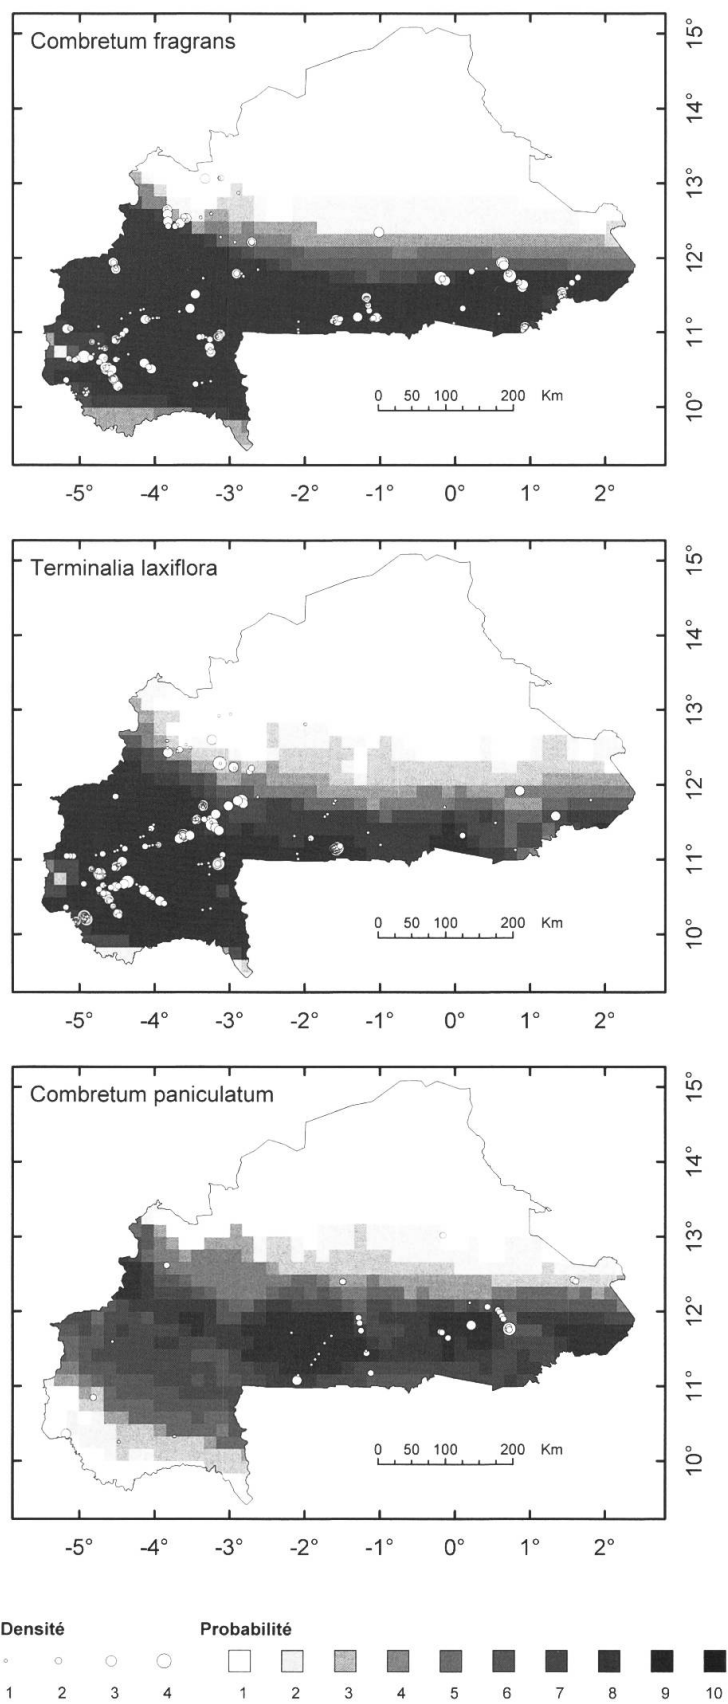 Combretum fragrans
15°
14°
13°
12°
11°
10°
0 50 100 200 Km
-5° -4° -3° -2° -1° 0° 1° 2°
Terminalia laxiflora
15°
14°
13°
12°
11°
10°
0 50 100 200 Km
-5° -4° -3° -2° -1° 0° 1° 2°
Combretum paniculatum
15°
14°
13°
12°
11°
10°
0 50 100 200 Km
-5° -4° -3° -2° -1° 0° 1° 2°
Densité Probabilité
1 2 3 4 1 2 3 4 5 6 7 8 9 10